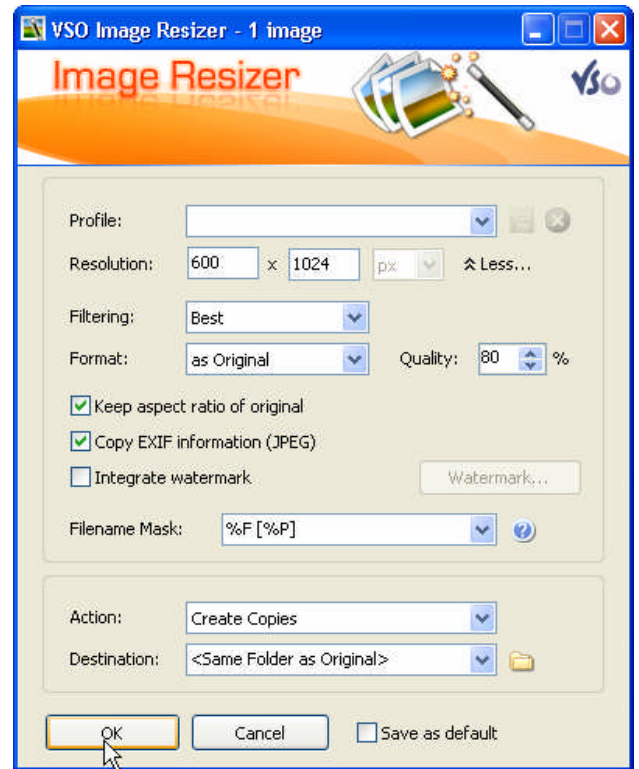 VSO Image Resizer - 1 image
Image Resizer
VSO
Profile:
Resolution: 600 x 1024 px Less...
Filtering: Best
Format: as Original Quality: 80 %
Keep aspect ratio of original
Copy EXIF information (JPEG)
Integrate watermark Watermark...
Filename Mask: %F [%P]
Action: Create Copies
Destination: <Same Folder as Original>
OK Cancel Save as default